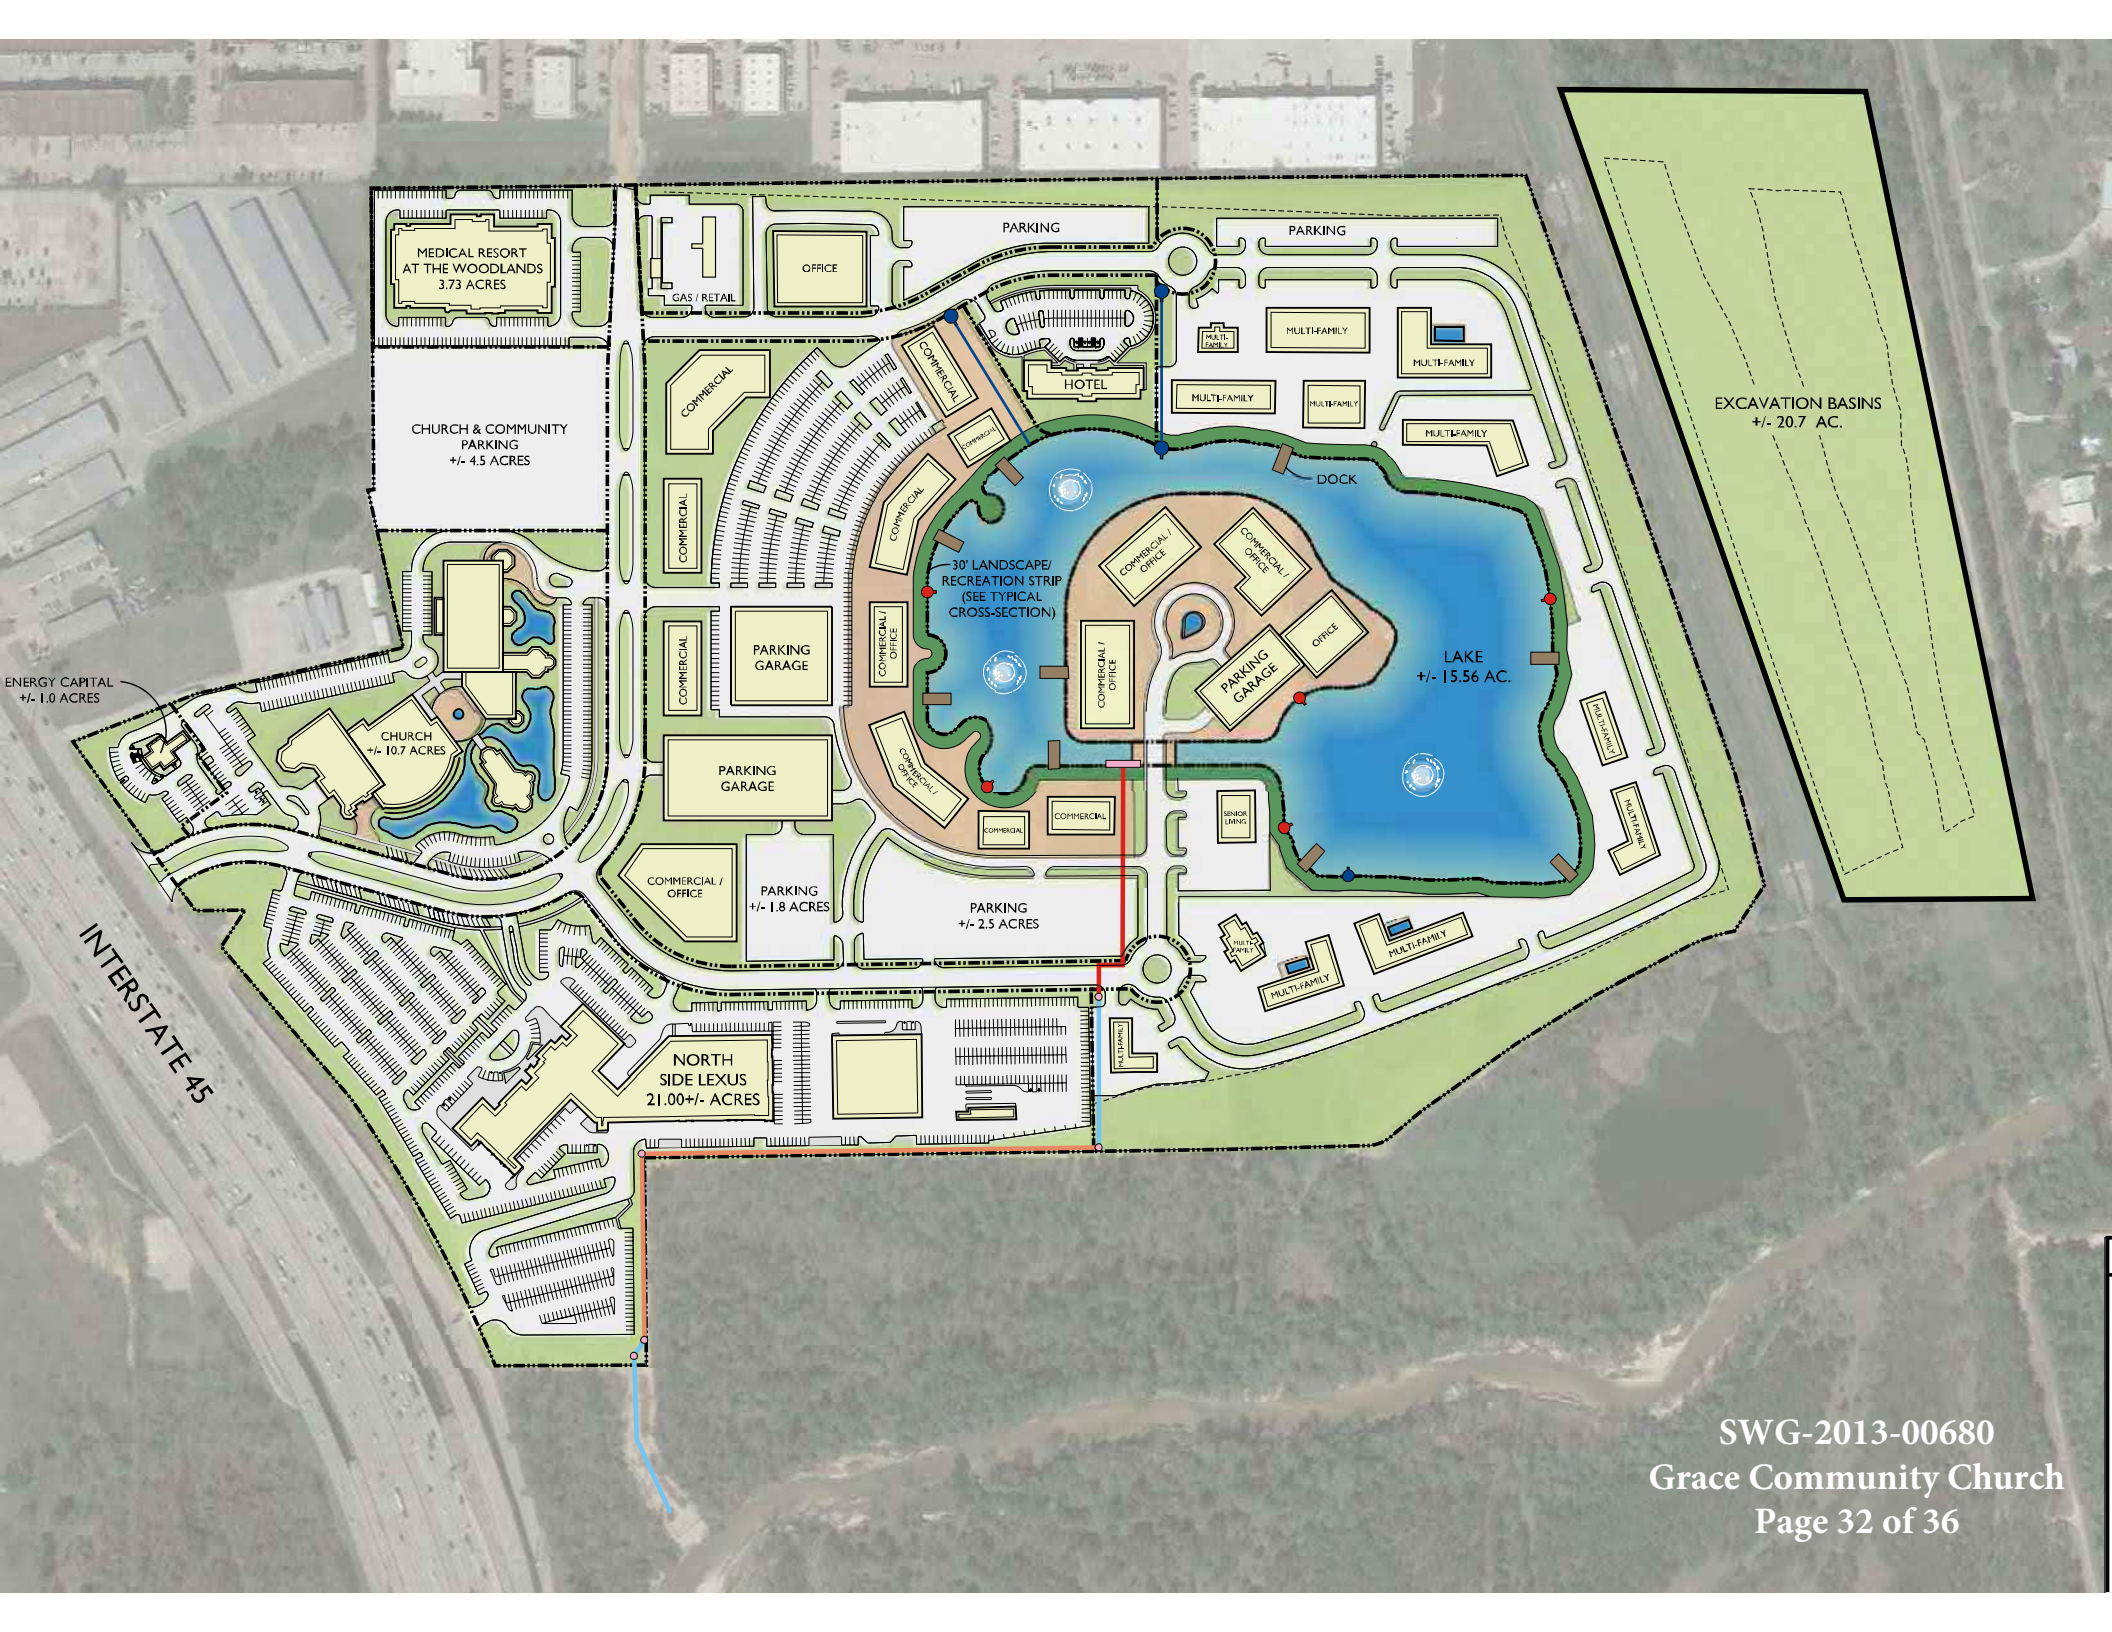 PARKING
PARKING
MEDICAL RESORT
AT THE WOODLANDS
3.73 ACRES
OFFICE
GAS / RETAIL
MULTI-
FAMILY
MULTI-FAMILY
MULTI-FAMILY
COMMERCIAL
COMMERCIAL
HOTEL
MULTI-FAMILY
MULTI-FAMILY
EXCAVATION BASINS
+/- 20.7 AC.
CHURCH & COMMUNITY
PARKING
+/- 4.5 ACRES
COMMERCIAL
MULTI-FAMILY
DOCK
COMMERCIAL
COMMERCIAL
COMMERCIAL /
OFFICE
COMMERCIAL /
OFFICE
30' LANDSCAPE/
RECREATION STRIP
(SEE TYPICAL
CROSS-SECTION)
COMMERCIAL /
OFFICE
OFFICE
PARKING
GARAGE
COMMERCIAL
COMMERCIAL /
OFFICE
PARKING
GARAGE
LAKE
+/- 15.56 AC.
ENERGY CAPITAL
+/- 1.0 ACRES
CHURCH
+/- 10.7 ACRES
MULTI-FAMILY
PARKING
GARAGE
COMMERCIAL /
OFFICE
COMMERCIAL
COMMERCIAL
SENIOR
LIVING
MULTI-FAMILY
COMMERCIAL /
OFFICE
PARKING
+/- 1.8 ACRES
PARKING
+/- 2.5 ACRES
MULTI-
FAMILY
MULTI-FAMILY
MULTI-FAMILY
INTERSTATE 45
MULTI-FAMILY
NORTH
SIDE LEXUS
21.00+/- ACRES
SWG-2013-00680
Grace Community Church
Page 32 of 36